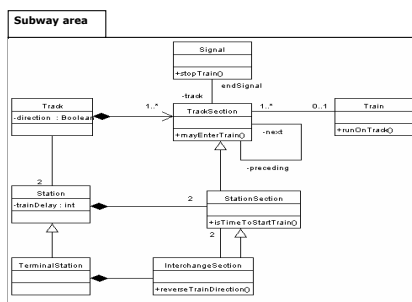 Subway area
Signal
+stopTrain()
endSignal
-track
Track
-direction : Boolean
1..*
TrackSection
+mayEnterTrain()
1..*
0..1
Train
+runOnTrack()
-next
-preceding
2
Station
-trainDelay : int
2
StationSection
+isTimeToStartTrain()
2
TerminalStation
InterchangeSection
+reverseTrainDirection()